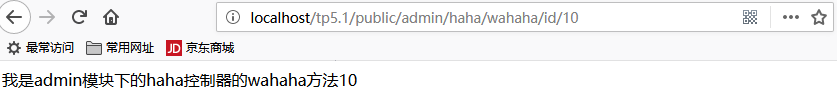 localhost/tp5.1/public/admin/haha/wahaha/id/10
最常访问 常用网址 JD 京东商城
我是admin模块下的haha控制器的wahaha方法10